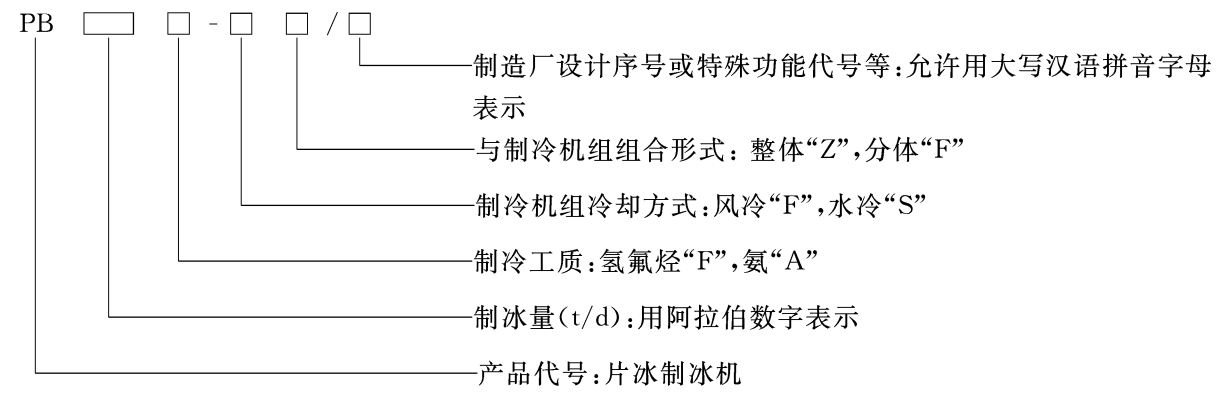 PB □ □ - □ □ / □
制造厂设计序号或特殊功能代号等:允许用大写汉语拼音字母
表示
与制冷机组组合形式: 整体“Z”,分体“F”
制冷机组冷却方式:风冷“F”,水冷“S”
制冷工质:氢氟烃“F”,氨“A”
制冰量(t/d):用阿拉伯数字表示
产品代号:片冰制冰机